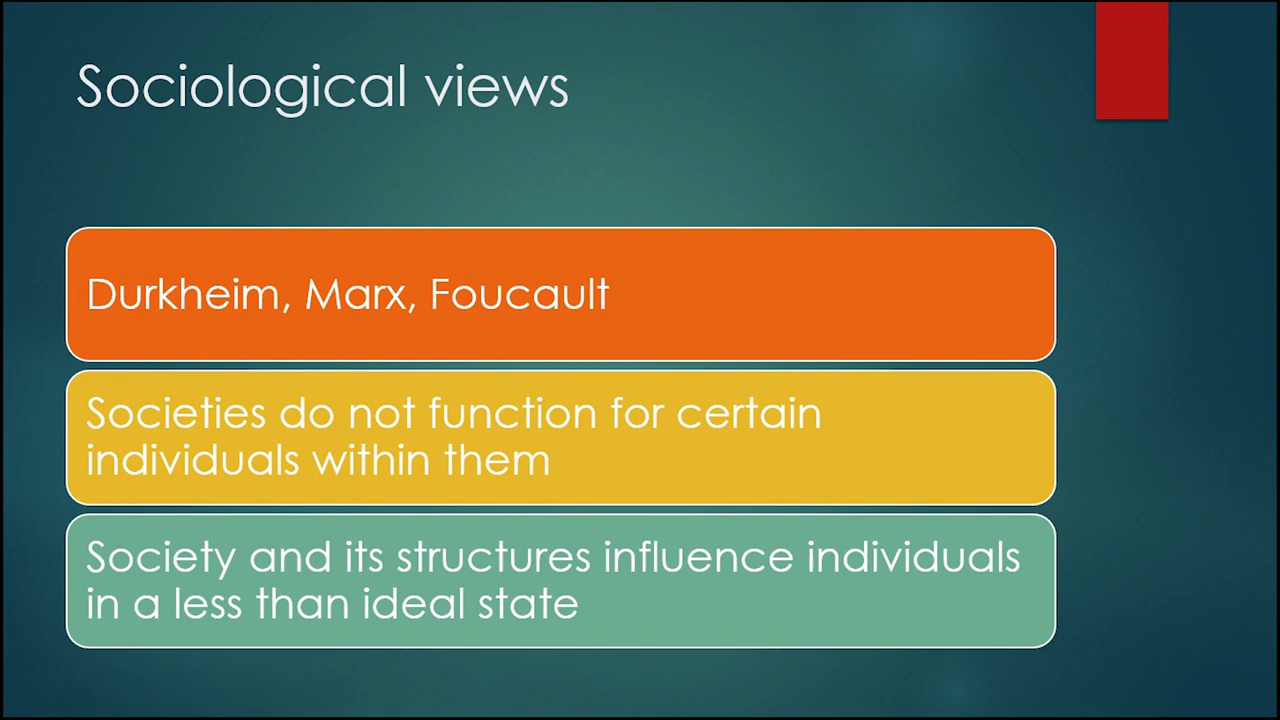 Sociological views
Durkheim, Marx, Foucault
Societies do not function for certain
individuals within them
Society and its structures influence individuals
in a less than ideal state